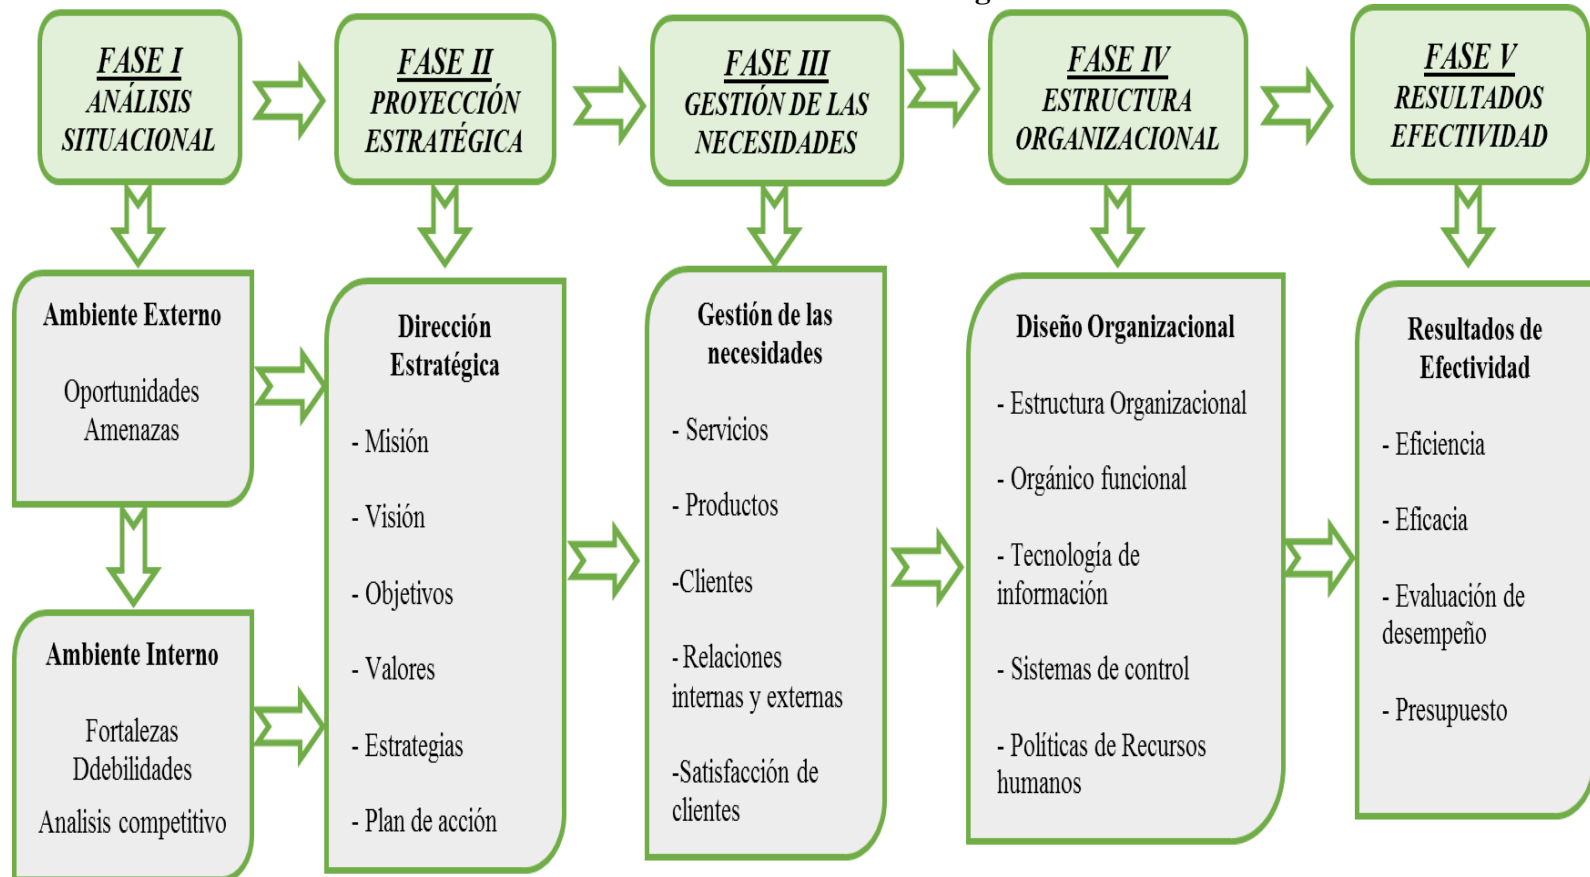 FASE I
ANÁLISIS
SITUACIONAL
FASE II
PROYECCIÓN
ESTRATÉGICA
FASE III
GESTIÓN DE LAS
NECESIDADES
FASE IV
ESTRUCTURA
ORGANIZACIONAL
FASE V
RESULTADOS
EFECTIVIDAD
Ambiente Externo
Oportunidades
Amenazas
Ambiente Interno
Fortalezas
Ddebilidades
Analisis competitivo
Dirección
Estratégica
- Misión
- Visión
- Objetivos
- Valores
- Estrategias
- Plan de acción
Gestión de las
necesidades
- Servicios
- Productos
-Clientes
- Relaciones
internas y externas
-Satisfacción de
clientes
Diseño Organizacional
- Estructura Organizacional
- Orgánico funcional
- Tecnología de
información
- Sistemas de control
- Políticas de Recursos
humanos
Resultados de
Efectividad
- Eficiencia
- Eficacia
- Evaluación de
desempeño
- Presupuesto